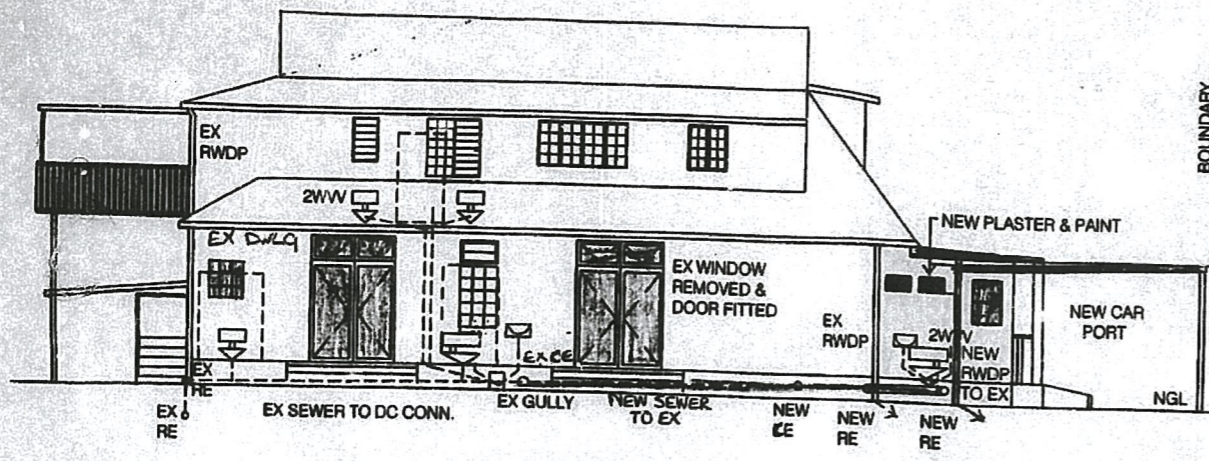 BOUNDARY
EX
RWDP
2WW
NEW PLASTER & PAINT
EX DWLG
EX WINDOW
REMOVED &
DOOR FITTED
NEW CAR
PORT
EX
RWDP
2WW
NEW
RWDP
TO EX
EX CE
EX
RE
EX
RE
EX SEWER TO DC CONN.
EX GULLY
NEW SEWER
TO EX
NEW
CE
NEW
RE
NEW
RE
NGL